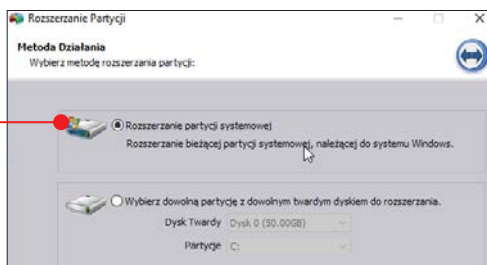 Rozszerzanie Partycji
Metoda Działania
Wybierz metodę rozszerzania partycji:
Rozszerzanie partycji systemowej
Rozszerzanie bieżącej partycji systemowej, należącej do systemu Windows.
Wybierz dowolną partycję z dowolnym twardym dyskiem do rozszerzania.
Dysk Twardy Dysk 0 (50.00GB)
Partycje C: